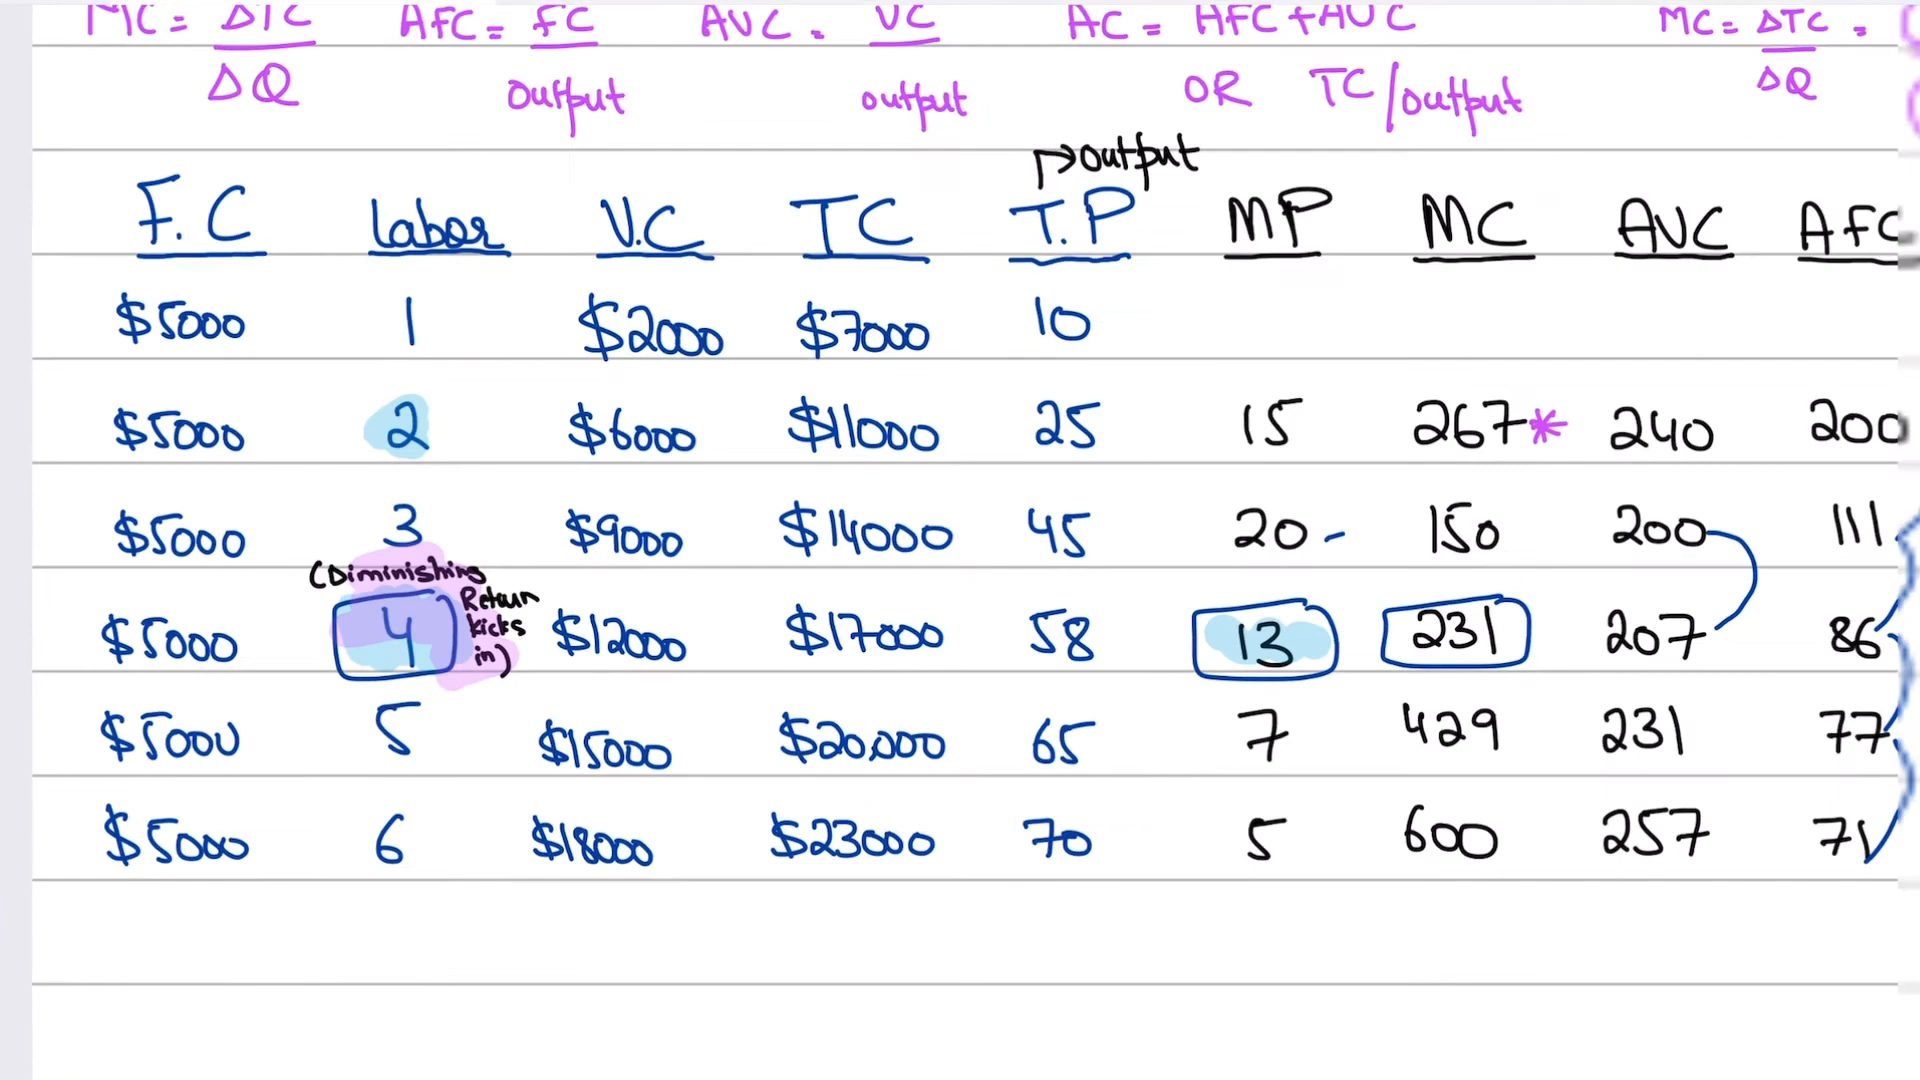 MC = ΔTC AFC = FC AVC = VC AC = AFC + AVC MC = ΔTC =
ΔQ output output OR TC/output ΔQ
→output
F.C Labor V.C TC T.P MP MC AVC AFC
$5000 1 $2000 $7000 10
$5000 2 $6000 $11000 25 15 267* 240 200
$5000 3 $9000 $14000 45 20 - 150 200 111
(Diminishing
Return
kicks
in)
$5000 4 $12000 $17000 58 13 231 207 86
$5000 5 $15000 $20,000 65 7 429 231 77
$5000 6 $18000 $23000 70 5 600 257 71